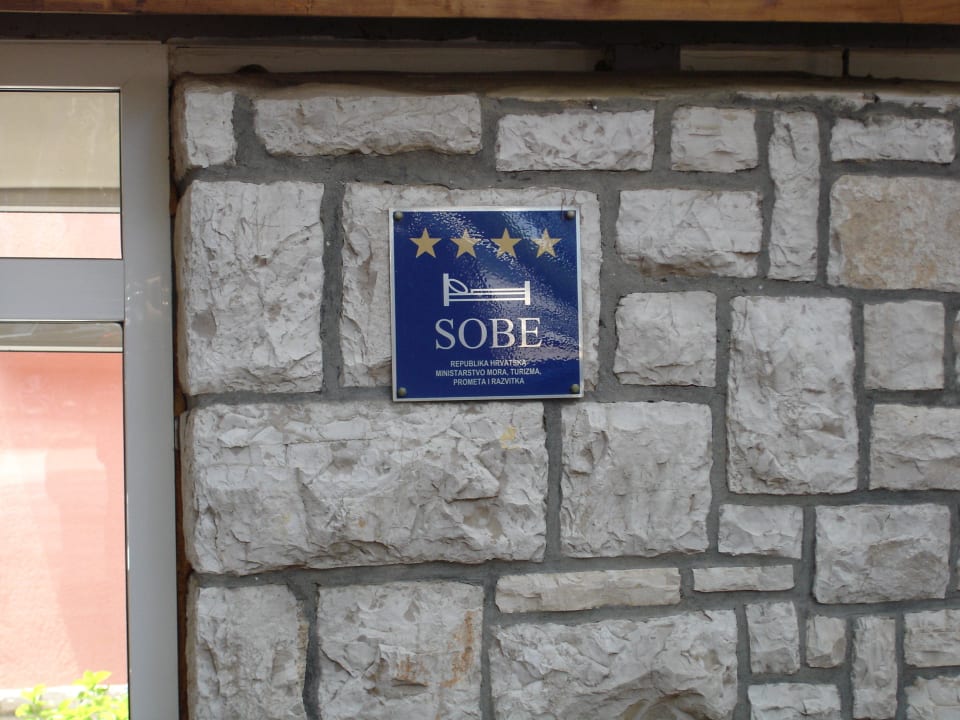 SOBE
REPUBLIKA HRVATSKA
MINISTARSTVO MORA, TURIZMA,
PROMETA I RAZVITKA